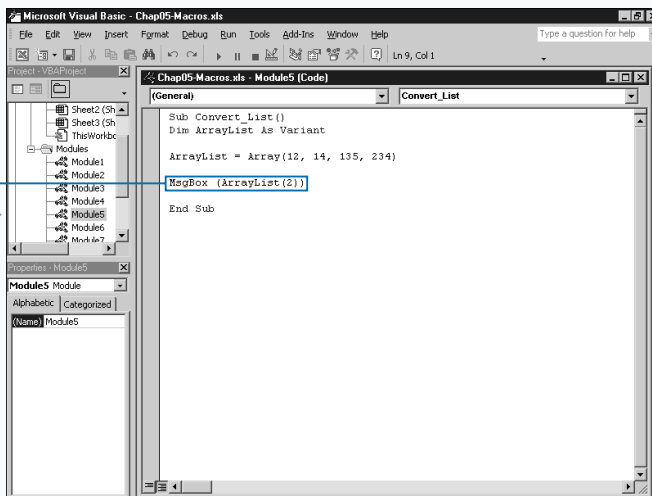 Microsoft Visual Basic - Chap05-Macros.xls
File Edit View Insert Format Debug Run Tools Add-Ins Window Help
Type a question for help
Ln 9, Col 1
Project - VBAProject
Sheet2 (Sh
Sheet3 (Sh
ThisWorkbo
Modules
Module1
Module2
Module3
Module4
Module5
Module6
Module7
Properties - Module5
Module5 Module
Alphabetic Categorized
(Name) Module5
Chap05-Macros.xls - Module5 (Code)
(General) Convert_List
Sub Convert_List()
Dim ArrayList As Variant
ArrayList = Array(12, 14, 135, 234)
MsgBox (ArrayList(2))
End Sub